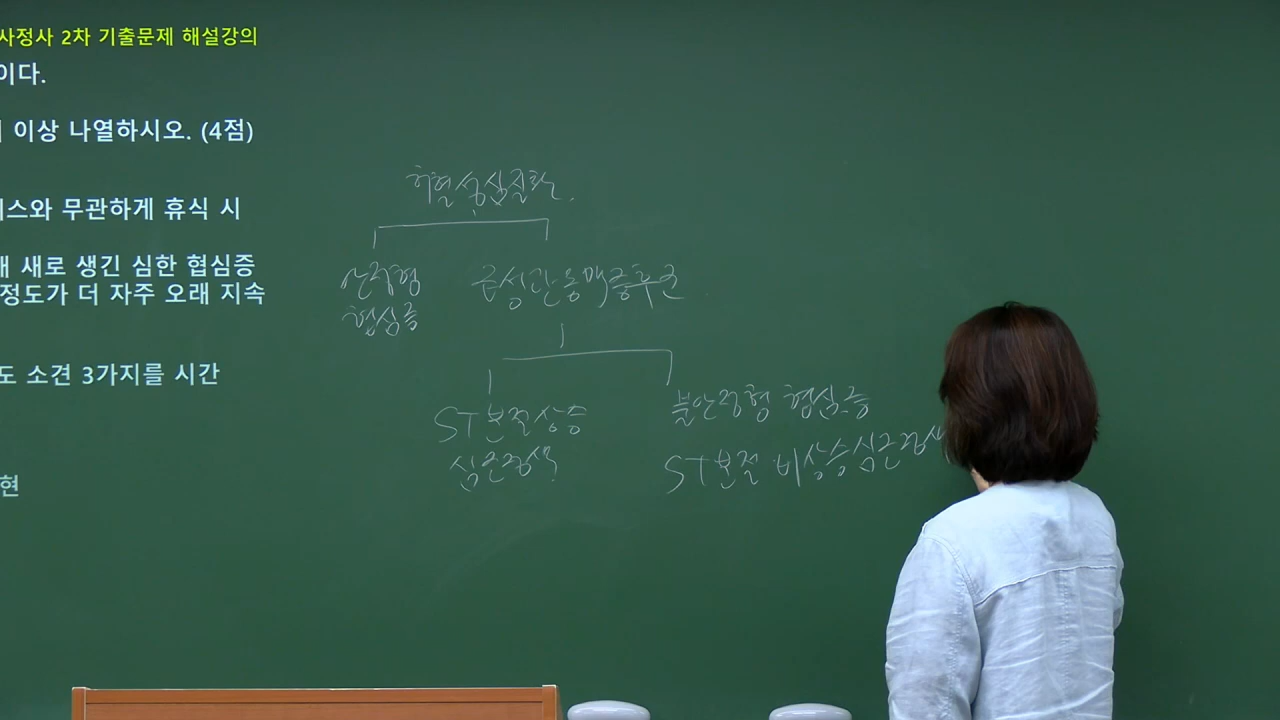 사정사 2차 기출문제 해설강의
이다.
이상 나열하시오. (4점)
스와 무관하게 휴식 시
새로 생긴 심한 협심증
정도가 더 자주 오래 지속
도 소견 3가지를 시간
현
허혈성심질환.
안정형
협심증
급성관동맥증후군
ST분절상승
심근경색
불안정형 협심증
ST분절 비상승심근경색